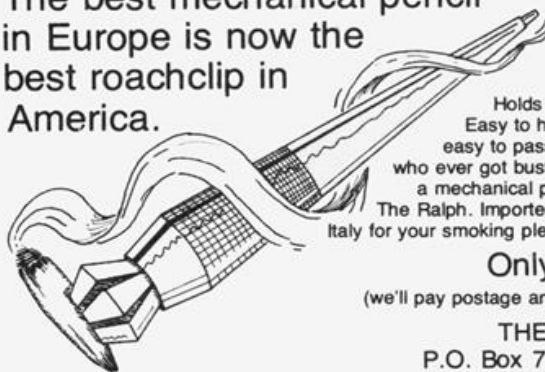 The best mechanical pencil
in Europe is now the
best roachclip in
America.
Holds
Easy to
easy to
who ever got
a mechanical
The Ralph.
Italy for your smoking
Only
(we'll pay postage
THE
P.O. Box 7